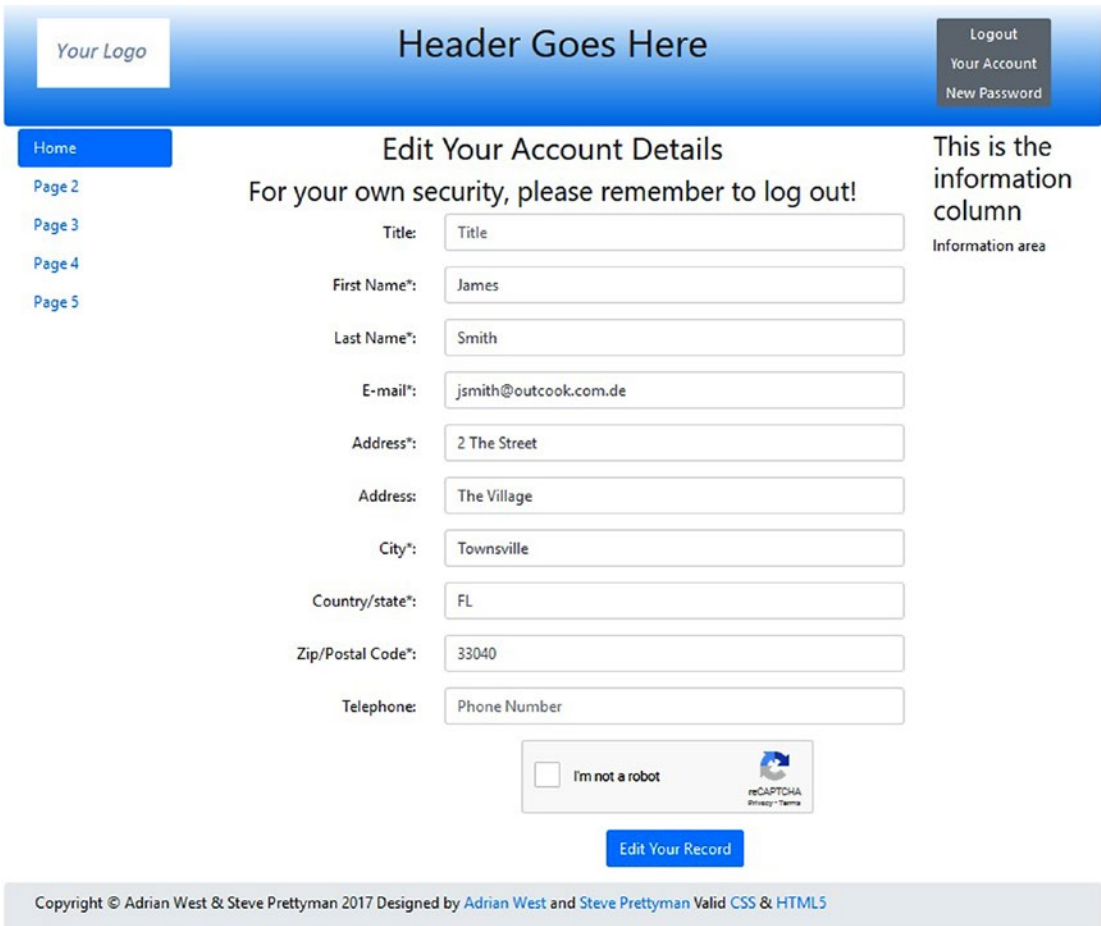 Your Logo
Header Goes Here
Logout
Your Account
New Password
Home
Page 2
Page 3
Page 4
Page 5
Edit Your Account Details
For your own security, please remember to log out!
Title: Title
First Name*: James
Last Name*: Smith
E-mail*: jsmith@outcook.com.de
Address*: 2 The Street
Address: The Village
City*: Townsville
Country/state*: FL
Zip/Postal Code*: 33040
Telephone: Phone Number
I'm not a robot
reCAPTCHA
Privacy - Terms
Edit Your Record
This is the
information
column
Information area
Copyright © Adrian West & Steve Prettyman 2017 Designed by Adrian West and Steve Prettyman Valid CSS & HTML5